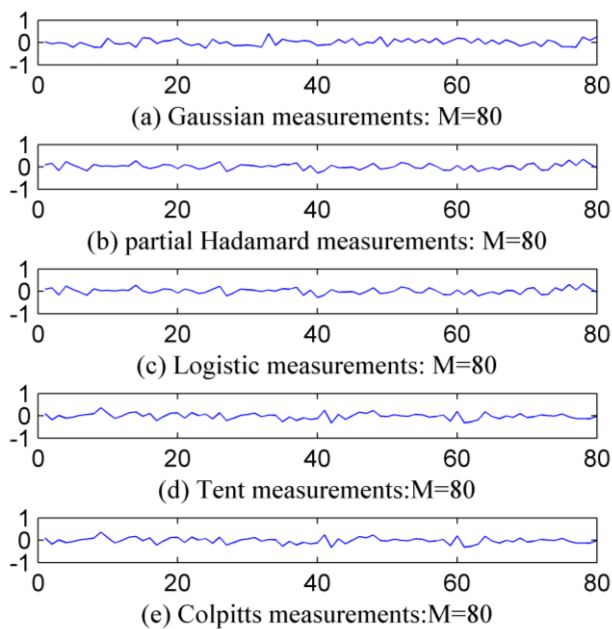 1
0
-1
0 20 40 60 80
(a) Gaussian measurements: M=80
1
0
-1
0 20 40 60 80
(b) partial Hadamard measurements: M=80
1
0
-1
0 20 40 60 80
(c) Logistic measurements: M=80
1
0
-1
0 20 40 60 80
(d) Tent measurements:M=80
1
0
-1
0 20 40 60 80
(e) Colpitts measurements:M=80